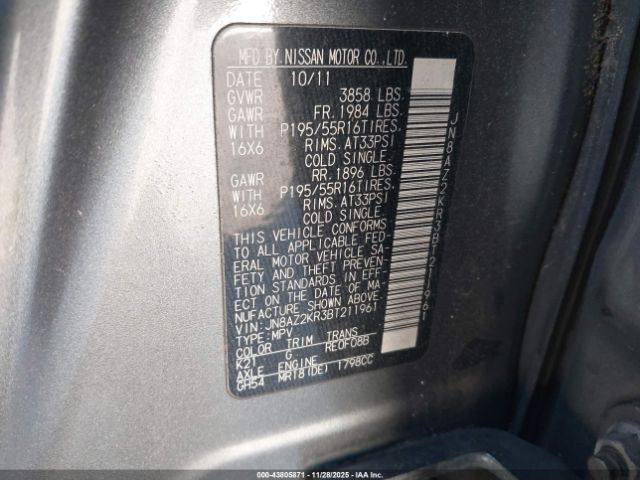 MFD BY NISSAN MOTOR CO.,LTD.
DATE 10/11
GVWR 3858 LBS.
GAWR FR. 1984 LBS.
WITH P195/55R16TIRES.
16X6 RIMS. AT33PSI
COLD SINGLE.
GAWR RR. 1896 LBS.
WITH P195/55R16TIRES.
16X6 RIMS. AT33PSI
COLD SINGLE.
THIS VEHICLE CONFORMS
TO ALL APPLICABLE FED-
ERAL MOTOR VEHICLE SA-
FETY AND THEFT PREVEN-
TION STANDARDS IN EFF-
ECT ON THE DATE OF MA-
NUFACTURE SHOWN ABOVE.
VIN:JN8AZ2KR3BT211961
TYPE:MPV
COLOR TRIM TRANS
K21 G RE0F08B
AXLE ENGINE
GH54 MR18(DE) 1798CC
JN8AZ2KR3BT211961
000-43805871 - 11/28/2025 - IAAI.COM